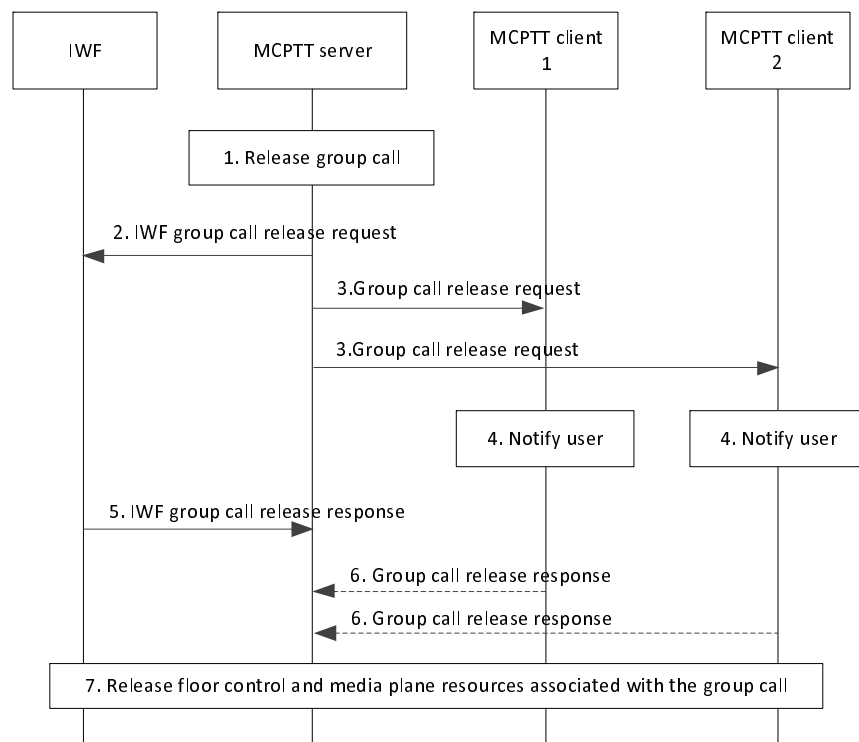 IWF
MCPTT server
MCPTT client
1
MCPTT client
2
1. Release group call
2. IWF group call release request
3.Group call release request
3.Group call release request
4. Notify user
4. Notify user
5. IWF group call release response
6. Group call release response
6. Group call release response
7. Release floor control and media plane resources associated with the group call